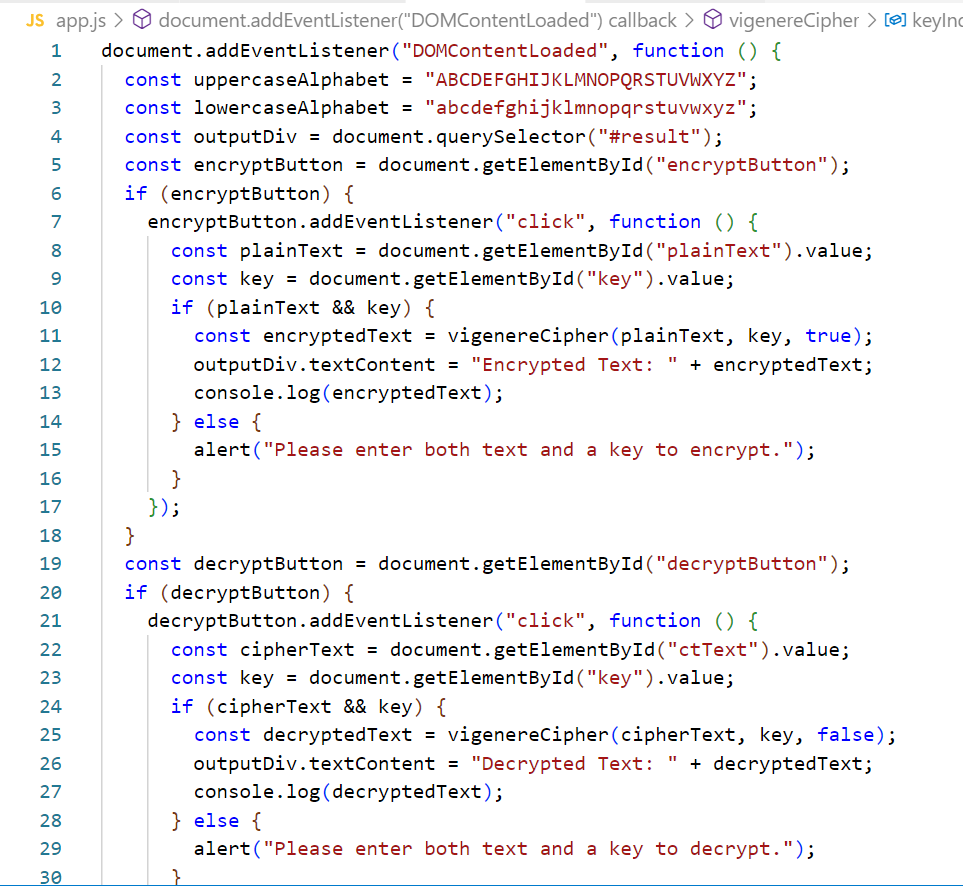 JS app.js > document.addEventListener("DOMContentLoaded") callback > vigenereCipher > keyInd
1 document.addEventListener("DOMContentLoaded", function () {
2   const uppercaseAlphabet = "ABCDEFGHIJKLMNOPQRSTUVWXYZ";
3   const lowercaseAlphabet = "abcdefghijklmnopqrstuvwxyz";
4   const outputDiv = document.querySelector("#result");
5   const encryptButton = document.getElementById("encryptButton");
6   if (encryptButton) {
7     encryptButton.addEventListener("click", function () {
8       const plainText = document.getElementById("plainText").value;
9       const key = document.getElementById("key").value;
10       if (plainText && key) {
11         const encryptedText = vigenereCipher(plainText, key, true);
12         outputDiv.textContent = "Encrypted Text: " + encryptedText;
13         console.log(encryptedText);
14       } else {
15         alert("Please enter both text and a key to encrypt.");
16       }
17     });
18   }
19   const decryptButton = document.getElementById("decryptButton");
20   if (decryptButton) {
21     decryptButton.addEventListener("click", function () {
22       const cipherText = document.getElementById("ctText").value;
23       const key = document.getElementById("key").value;
24       if (cipherText && key) {
25         const decryptedText = vigenereCipher(cipherText, key, false);
26         outputDiv.textContent = "Decrypted Text: " + decryptedText;
27         console.log(decryptedText);
28       } else {
29         alert("Please enter both text and a key to decrypt.");
30       }